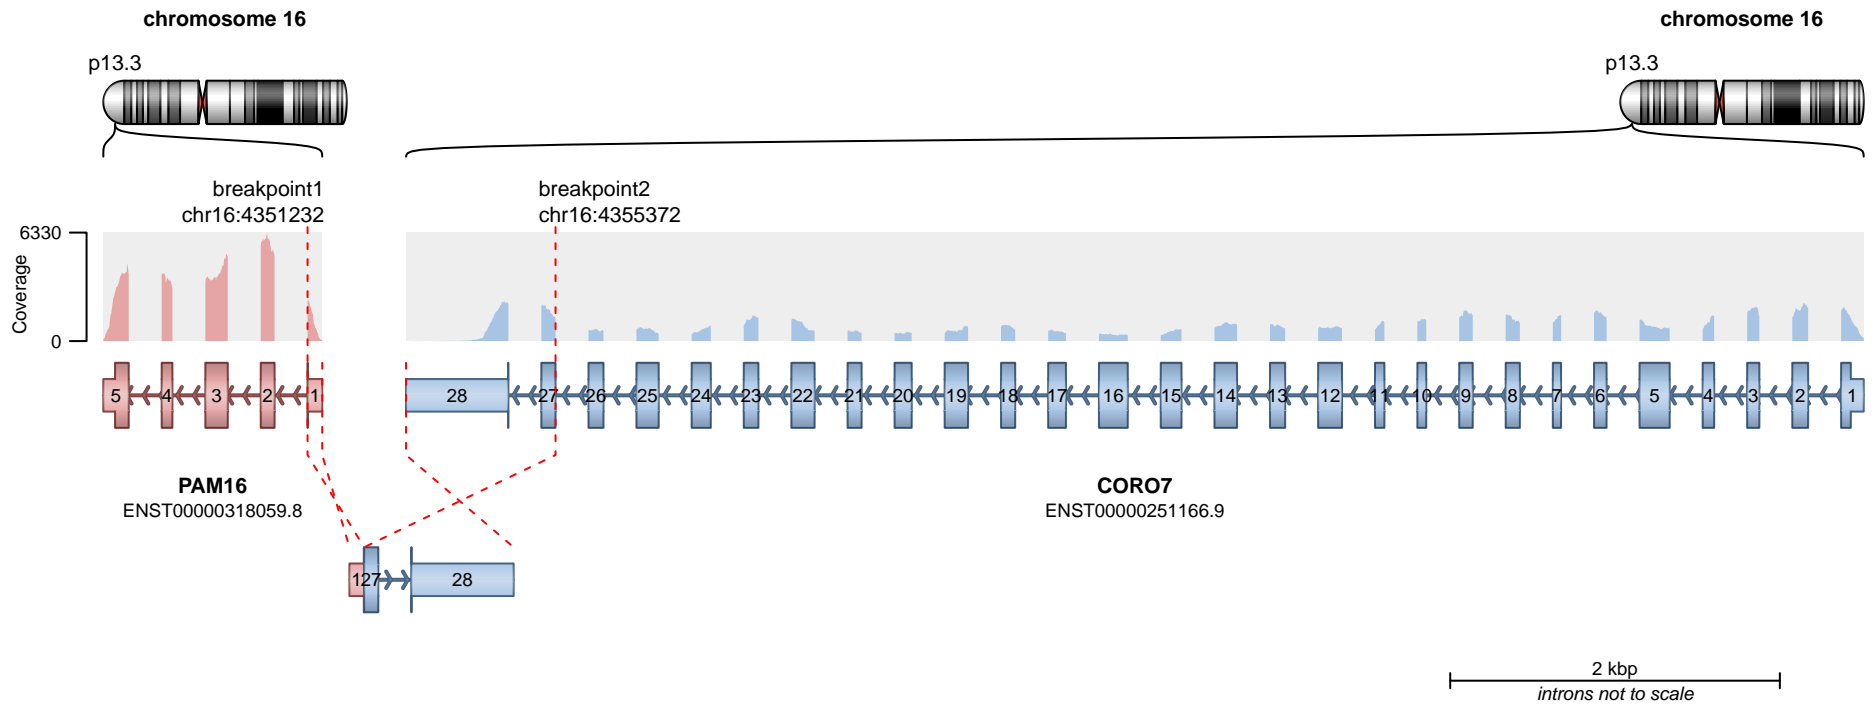 chromosome 16
chromosome 16
p13.3
p13.3
breakpoint1
chr16:4351232
breakpoint2
chr16:4355372
6330
0
Coverage
5 4 3 2 1
28 27 26 25 24 23 22 21 20 19 18 17 16 15 14 13 12 11 10 9 8 7 6 5 4 3 2 1
PAM16
ENST00000318059.8
CORO7
ENST00000251166.9
1 27 28
2 kbp
introns not to scale